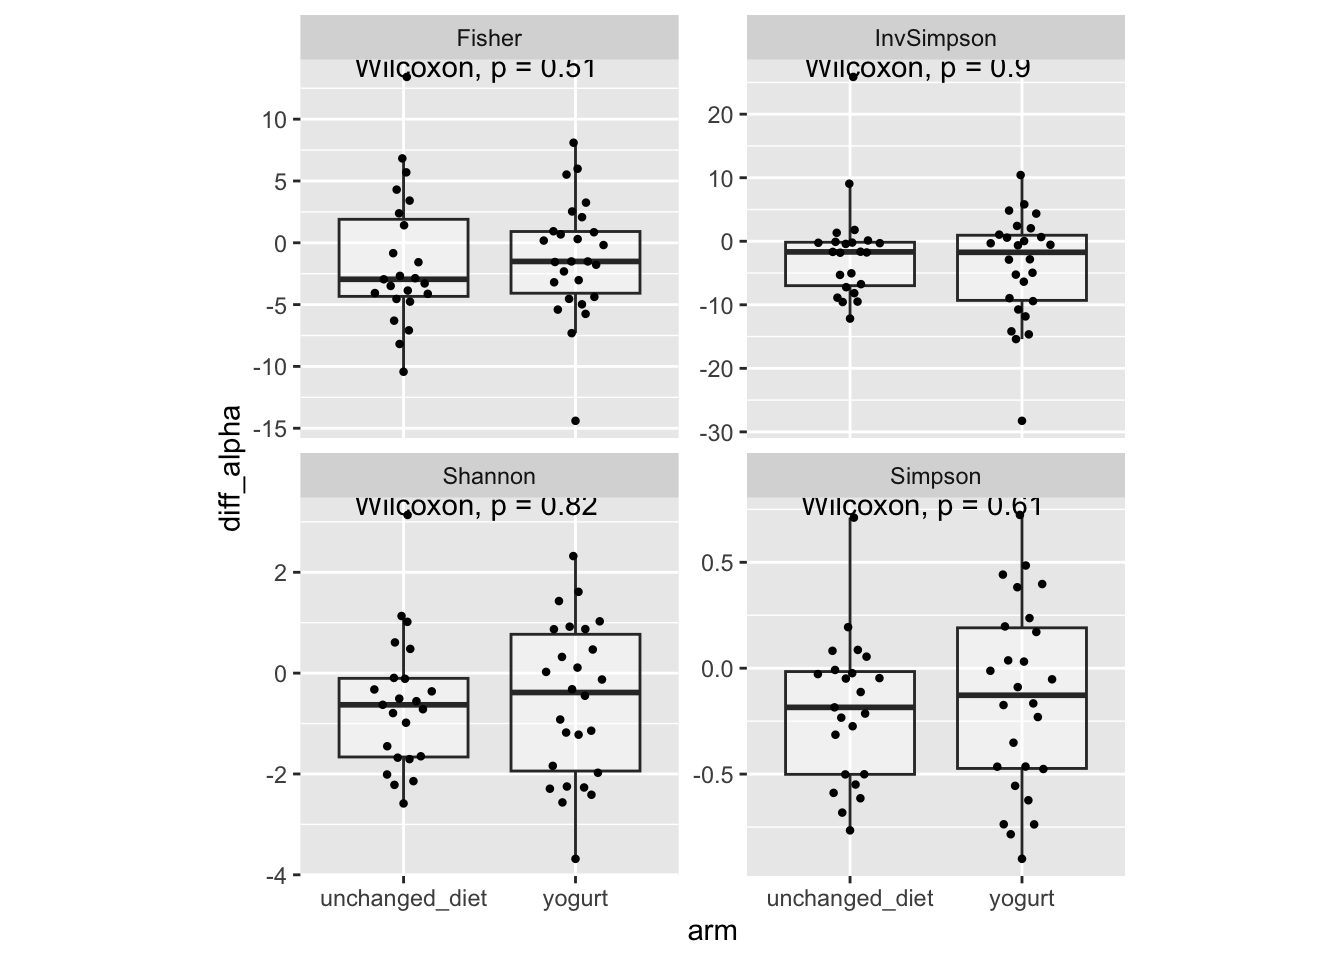 Fisher
InvSimpson
Wilcoxon, p = 0.51
Wilcoxon, p = 0.9
10
5
0
-5
-10
-15
20
10
0
-10
-20
-30
diff_alpha
Shannon
Simpson
Wilcoxon, p = 0.82
Wilcoxon, p = 0.61
2
0
-2
-4
0.5
0.0
-0.5
unchanged_diet
yogurt
unchanged_diet
yogurt
arm